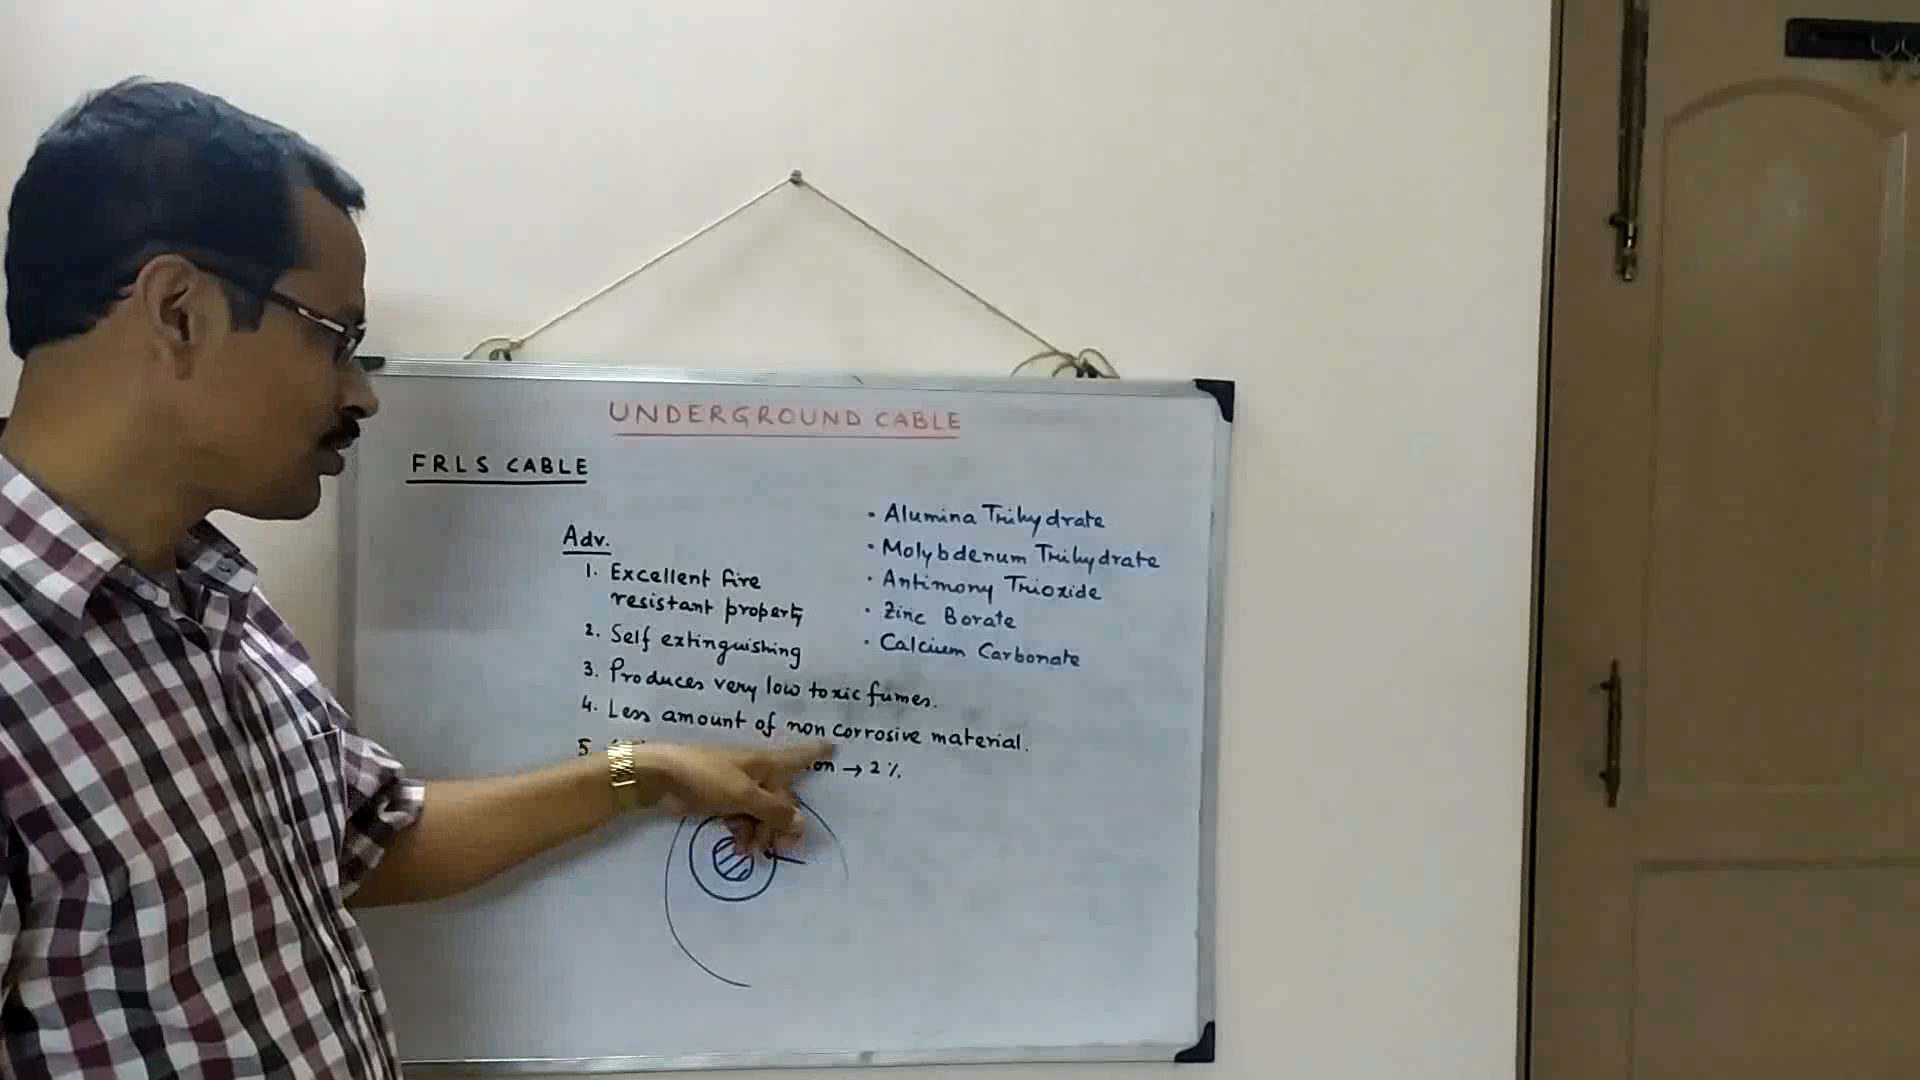 UNDERGROUND CABLE
FRLS CABLE
Adv.
1. Excellent fire
resistant property
2. Self extinguishing
3. Produces very low toxic fumes.
4. Less amount of non corrosive material.
5. → 2%.
• Alumina Trihydrate
• Molybdenum Trihydrate
• Antimony Trioxide
• Zinc Borate
• Calcium Carbonate